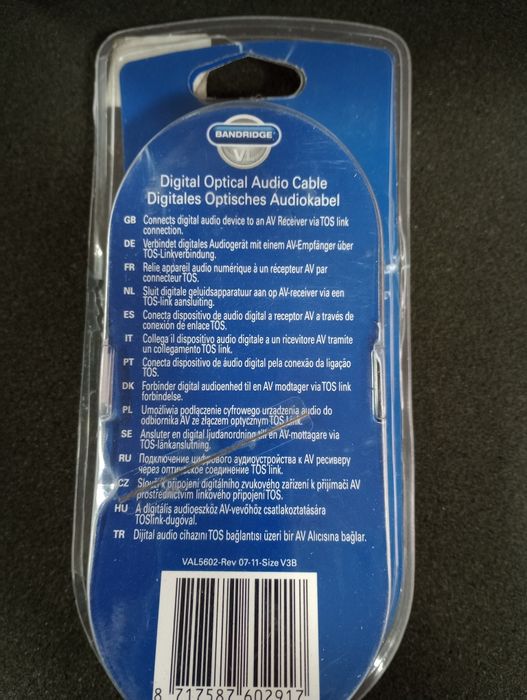 BANDRIDGE
Digital Optical Audio Cable
Digitales Optisches Audiokabel
GB Connects digital audio device to an AV Receiver via TOS link
connection.
DE Verbindet digitales Audiogerät mit einem AV-Empfänger über
TOS-Linkverbindung.
FR Relie appareil audio numérique à un récepteur AV par
connecteur TOS.
NL Sluit digitale geluidsapparatuur aan op AV-receiver via een
TOS-link aansluiting.
ES Conecta dispositivo de audio digital a receptor AV a través de
conexión de enlace TOS.
IT Collega il dispositivo audio digitale a un ricevitore AV tramite
un collegamento TOS link.
PT Conecta dispositivo de áudio digital pela conexão da ligação
TOS.
DK Forbinder digital audioenhed til en AV modtager via TOS link
forbindelse.
PL Umożliwia podłączenie cyfrowego urządzenia audio do
odbiornika AV ze złączem optycznym TOS link.
SE Ansluter en digital ljudanordning till en AV-mottagare via
TOS-länkanslutning.
RU Подключение цифрового аудиоустройства к АV ресиверу
через оптическое соединение TOS link.
CZ Slouží k připojení digitálního zvukového zařízení k přijímači AV
prostřednictvím linkového připojení TOS.
HU A digitális audioeszköz AV-vevőhöz csatlakoztatására
TOSlink-dugóval.
TR Dijital audio cihazını TOS bağlantısı üzeri bir AV Alıcısına bağlar.
VAL5602-Rev 07-11-Size V3B
8 717587 602917